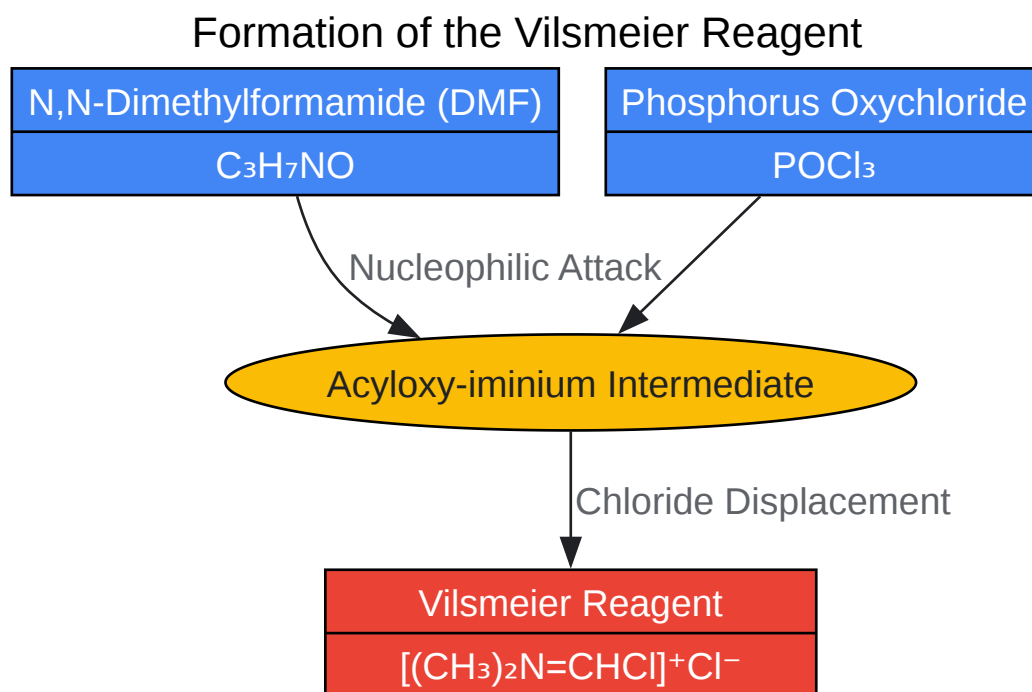 Formation of the Vilsmeier Reagent
N,N-Dimethylformamide (DMF)
C₃H₇NO
Phosphorus Oxychloride
POCl₃
Nucleophilic Attack
Acyloxy-iminium Intermediate
Chloride Displacement
Vilsmeier Reagent
[(CH₃)₂N=CHCl]⁺Cl⁻